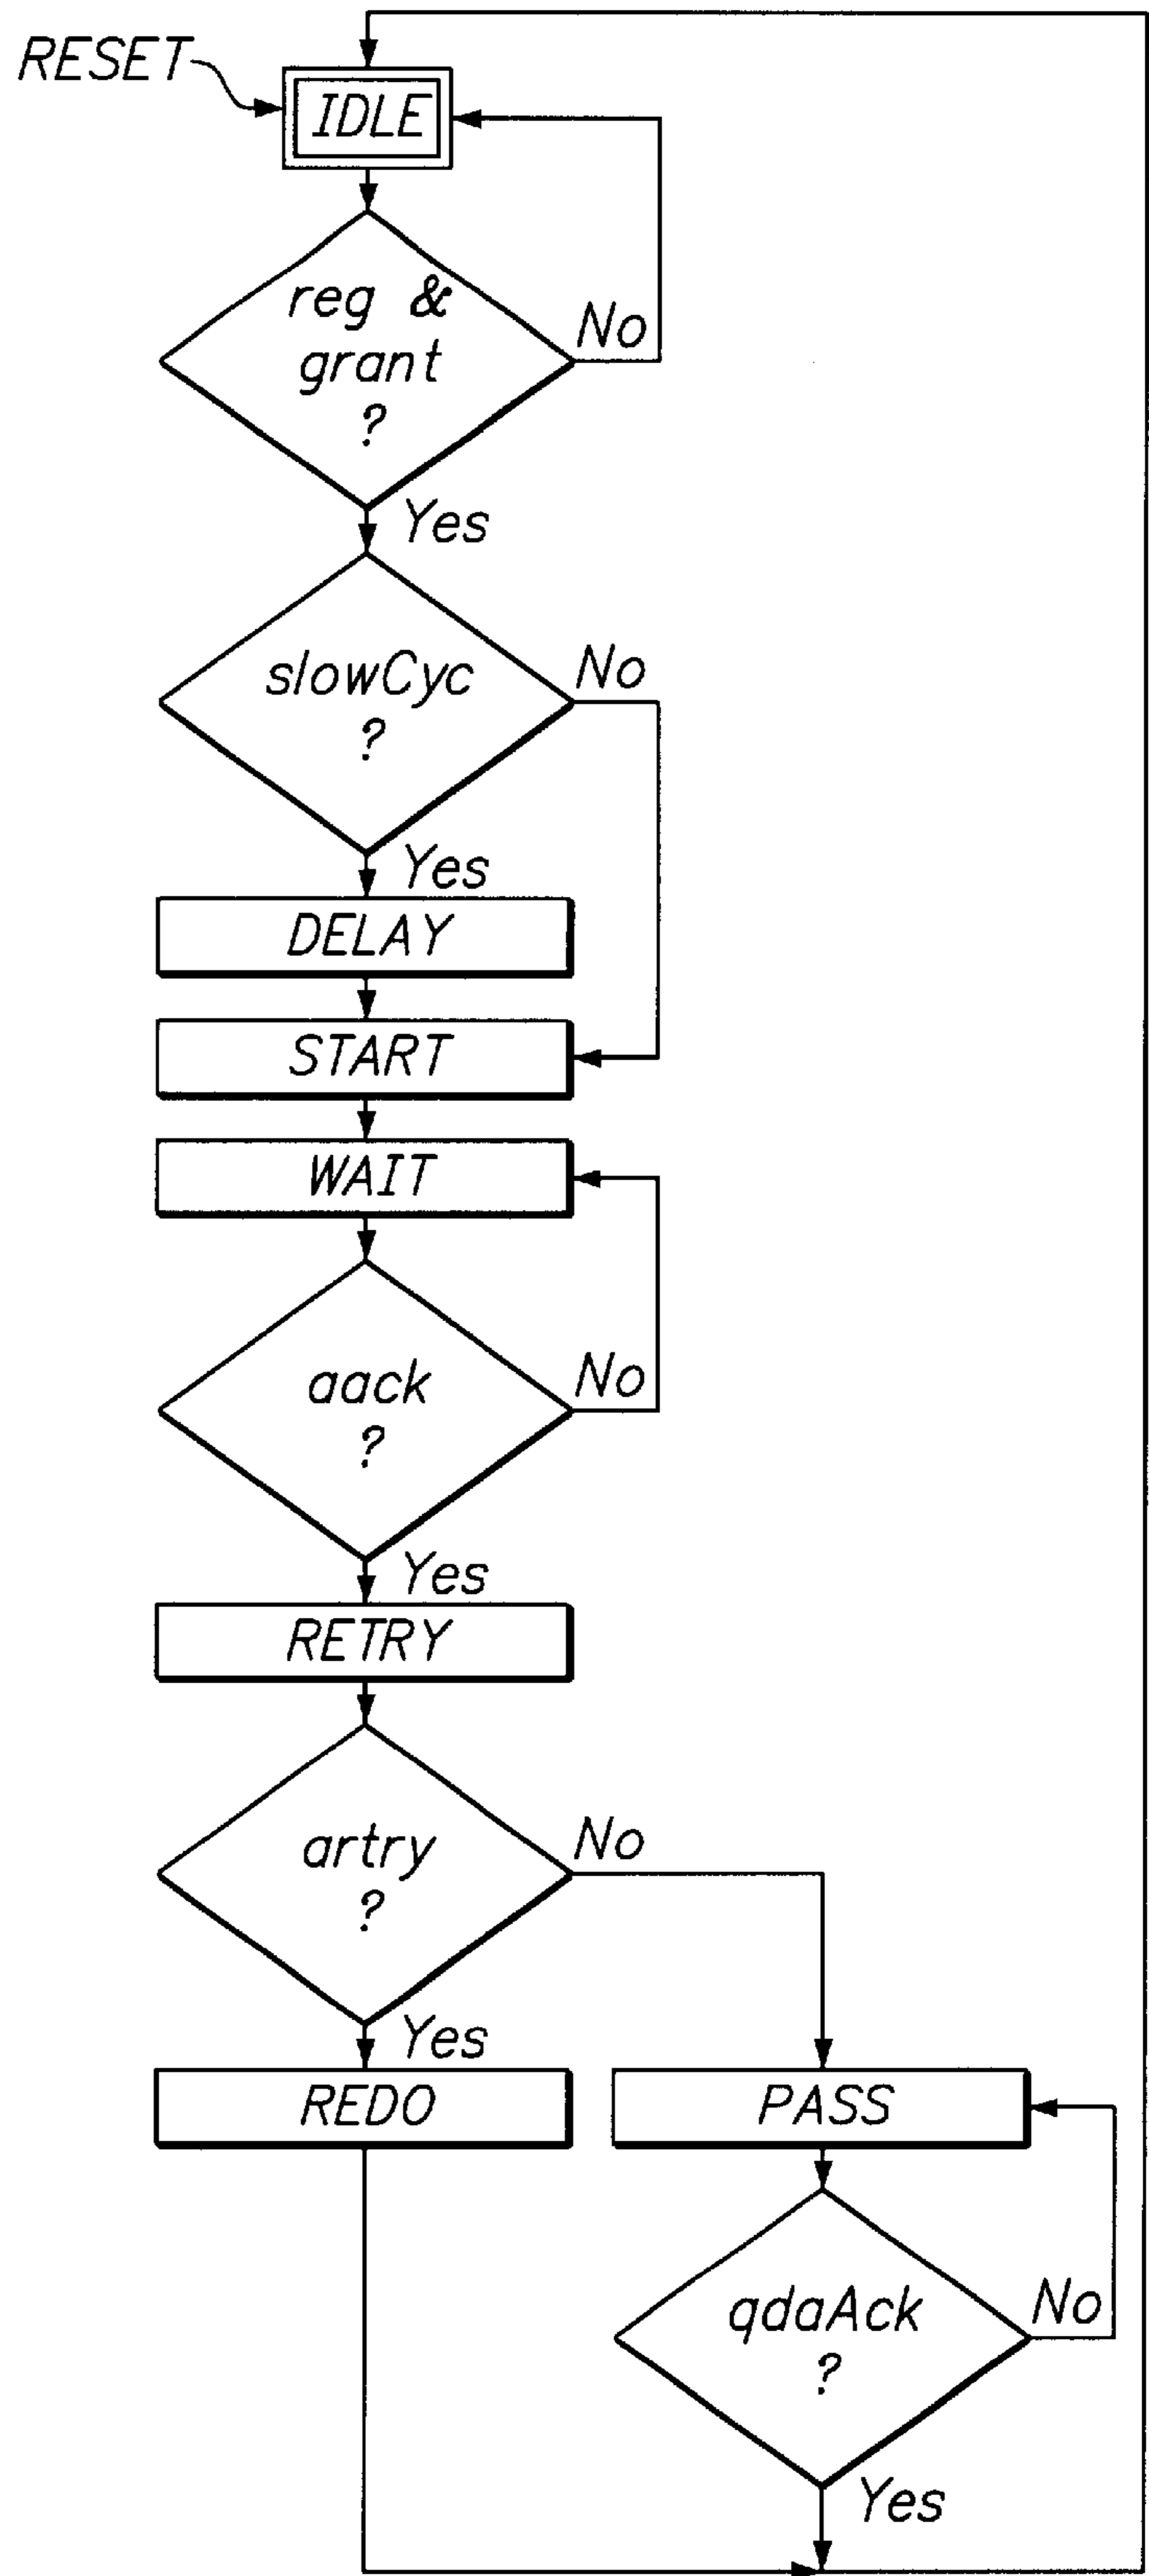 RESET
IDLE
reg &
grant
?
No
Yes
slowCyc
?
No
Yes
DELAY
START
WAIT
aack
?
No
Yes
RETRY
artry
?
No
Yes
REDO
PASS
qdaAck
?
No
Yes